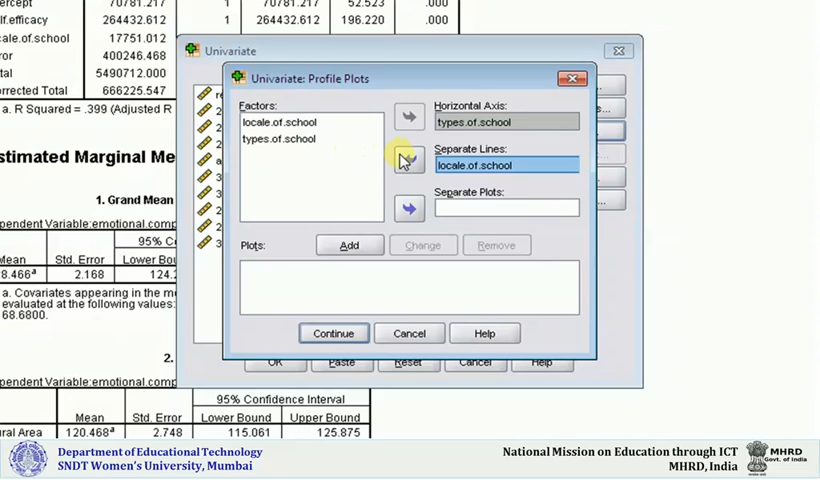 ercept 70781.217 1 70781.217 52.523 .000
lf.efficacy 264432.612 1 264432.612 196.220 .000
cale.of.school 17751.012
ror 400246.468
tal 5490712.000
rrected Total 666225.547
a. R Squared = .399 (Adjusted R
stimated Marginal Me
1. Grand Mean
pendent Variable:emotional.comp
95% C
Mean Std. Error Lower Bou
8.466a 2.168 124.2
a. Covariates appearing in the m
evaluated at the following values:
68.6800.
2.
pendent Variable:emotional.compe
95% Confidence Interval
Mean Std. Error Lower Bound Upper Bound
ural Area 120.468a 2.748 115.061 125.875
Univariate
Univariate: Profile Plots
Factors:
locale.of.school
types.of.school
Horizontal Axis:
types.of.school
Separate Lines:
locale.of.school
Separate Plots:
Plots: Add Change Remove
Continue Cancel Help
OK Paste Reset Cancel Help
Department of Educational Technology
SNDT Women's University, Mumbai
National Mission on Education through ICT
MHRD, India
MHRD
Govt. of India